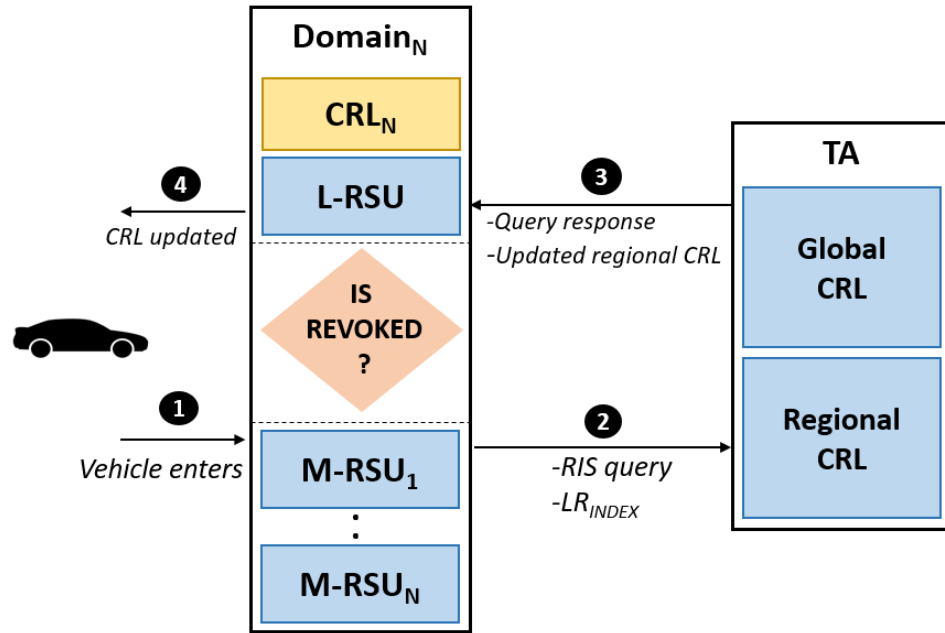 Domain_N
CRL_N
L-RSU
IS
REVOKED
?
M-RSU_1
:
M-RSU_N
4
CRL updated
1
Vehicle enters
3
-Query response
-Updated regional CRL
2
-RIS query
-LR_INDEX
TA
Global
CRL
Regional
CRL